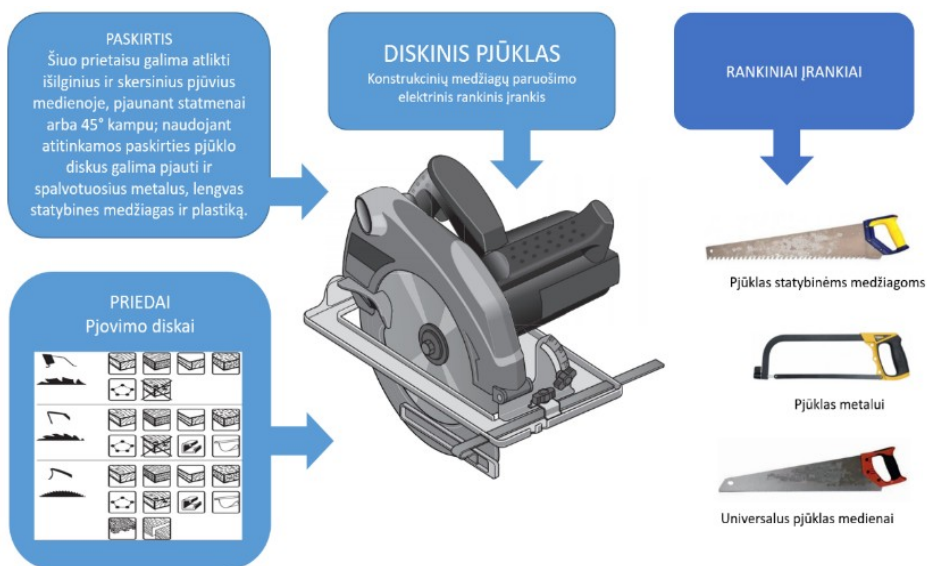 PASKIRTIS
Šiuo prietaisu galima atlikti
išilginius ir skersinius pjūvius
medienoje, pjaunant statmenai
arba 45° kampu; naudojant
atitinkamos paskirties pjūklo
diskus galima pjauti ir
spalvotuosius metalus, lengvas
statybines medžiagas ir plastiką.
DISKINIS PJŪKLAS
Konstrukcinių medžiagų paruošimo
elektrinis rankinis įrankis
RANKINIAI ĮRANKIAI
PRIEDAI
Pjovimo diskai
Pjūklas statybinėms medžiagoms
Pjūklas metalui
Universalus pjūklas medienai